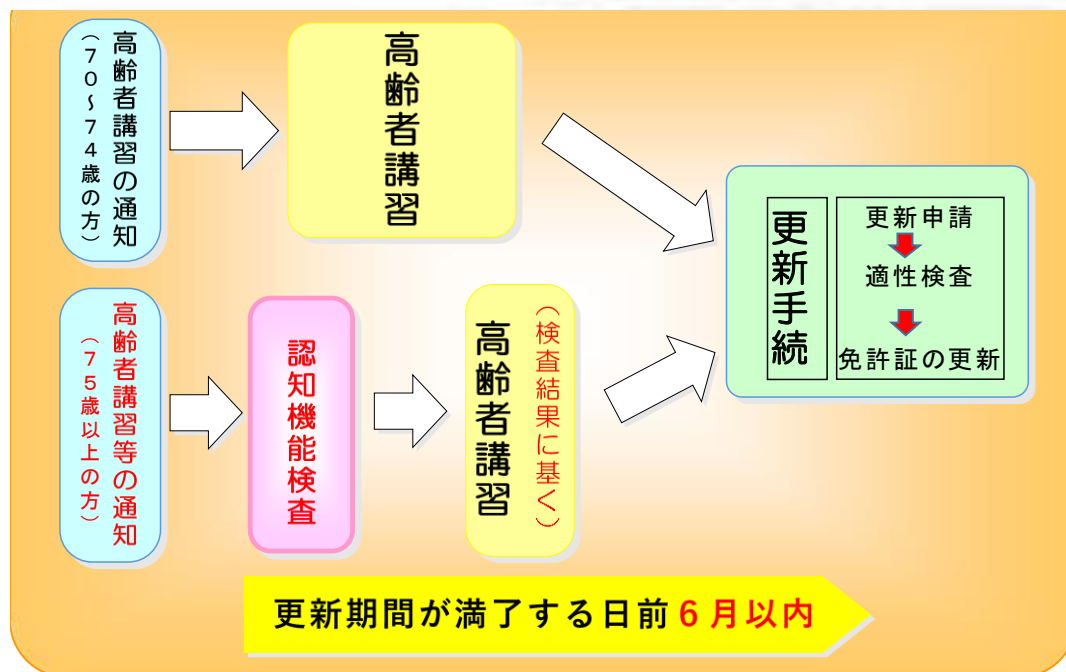 高齢者講習の通知
（70～74歳の方）
高齢者講習
高齢者講習等の通知
（75歳以上の方）
認知機能検査
（検査結果に基く）
高齢者講習
更新手続
更新申請
適性検査
免許証の更新
更新期間が満了する日前６月以内